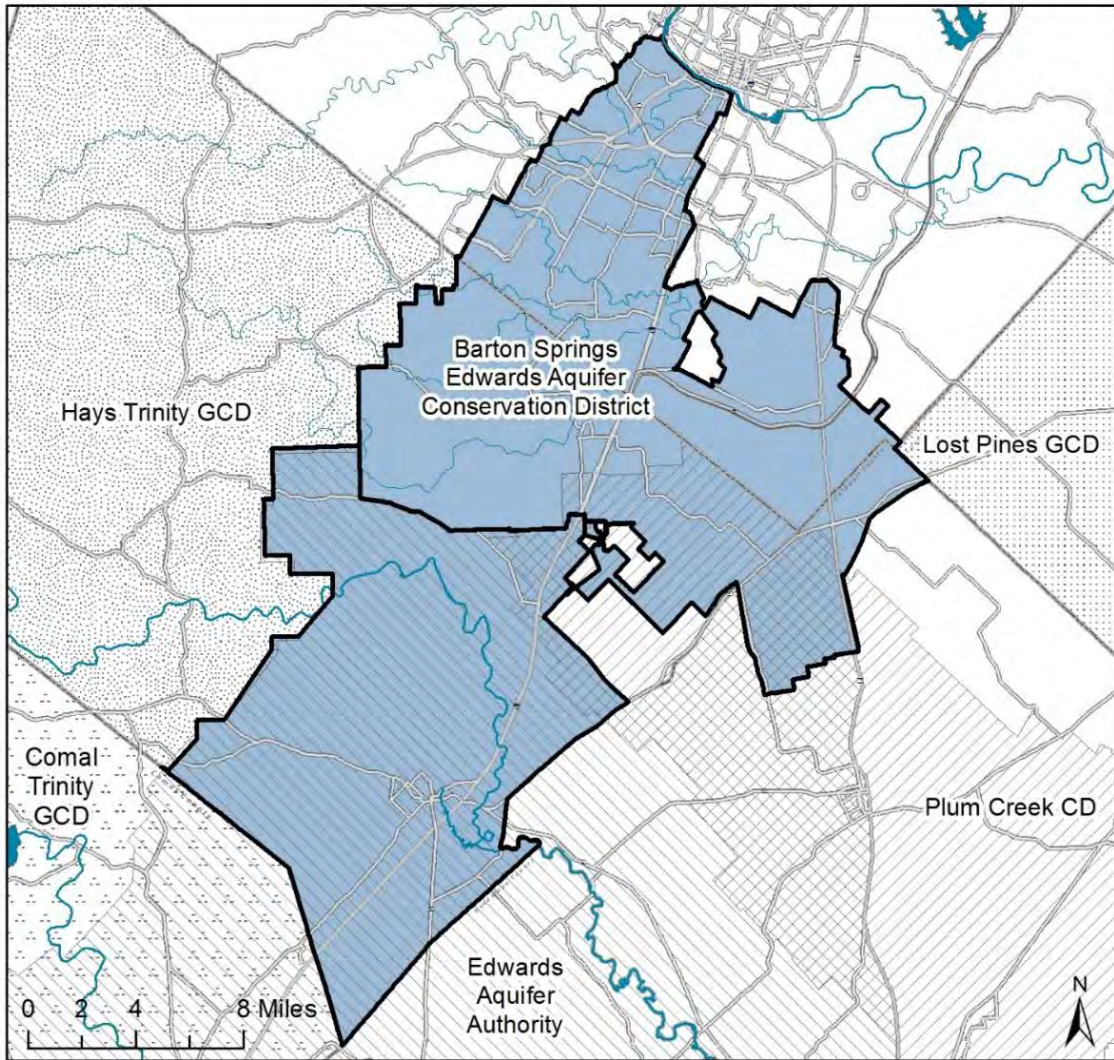 Barton Springs
Edwards Aquifer
Conservation District
Hays Trinity GCD
Lost Pines GCD
Comal
Trinity
GCD
Plum Creek CD
Edwards
Aquifer
Authority
0 2 4 8 Miles
N